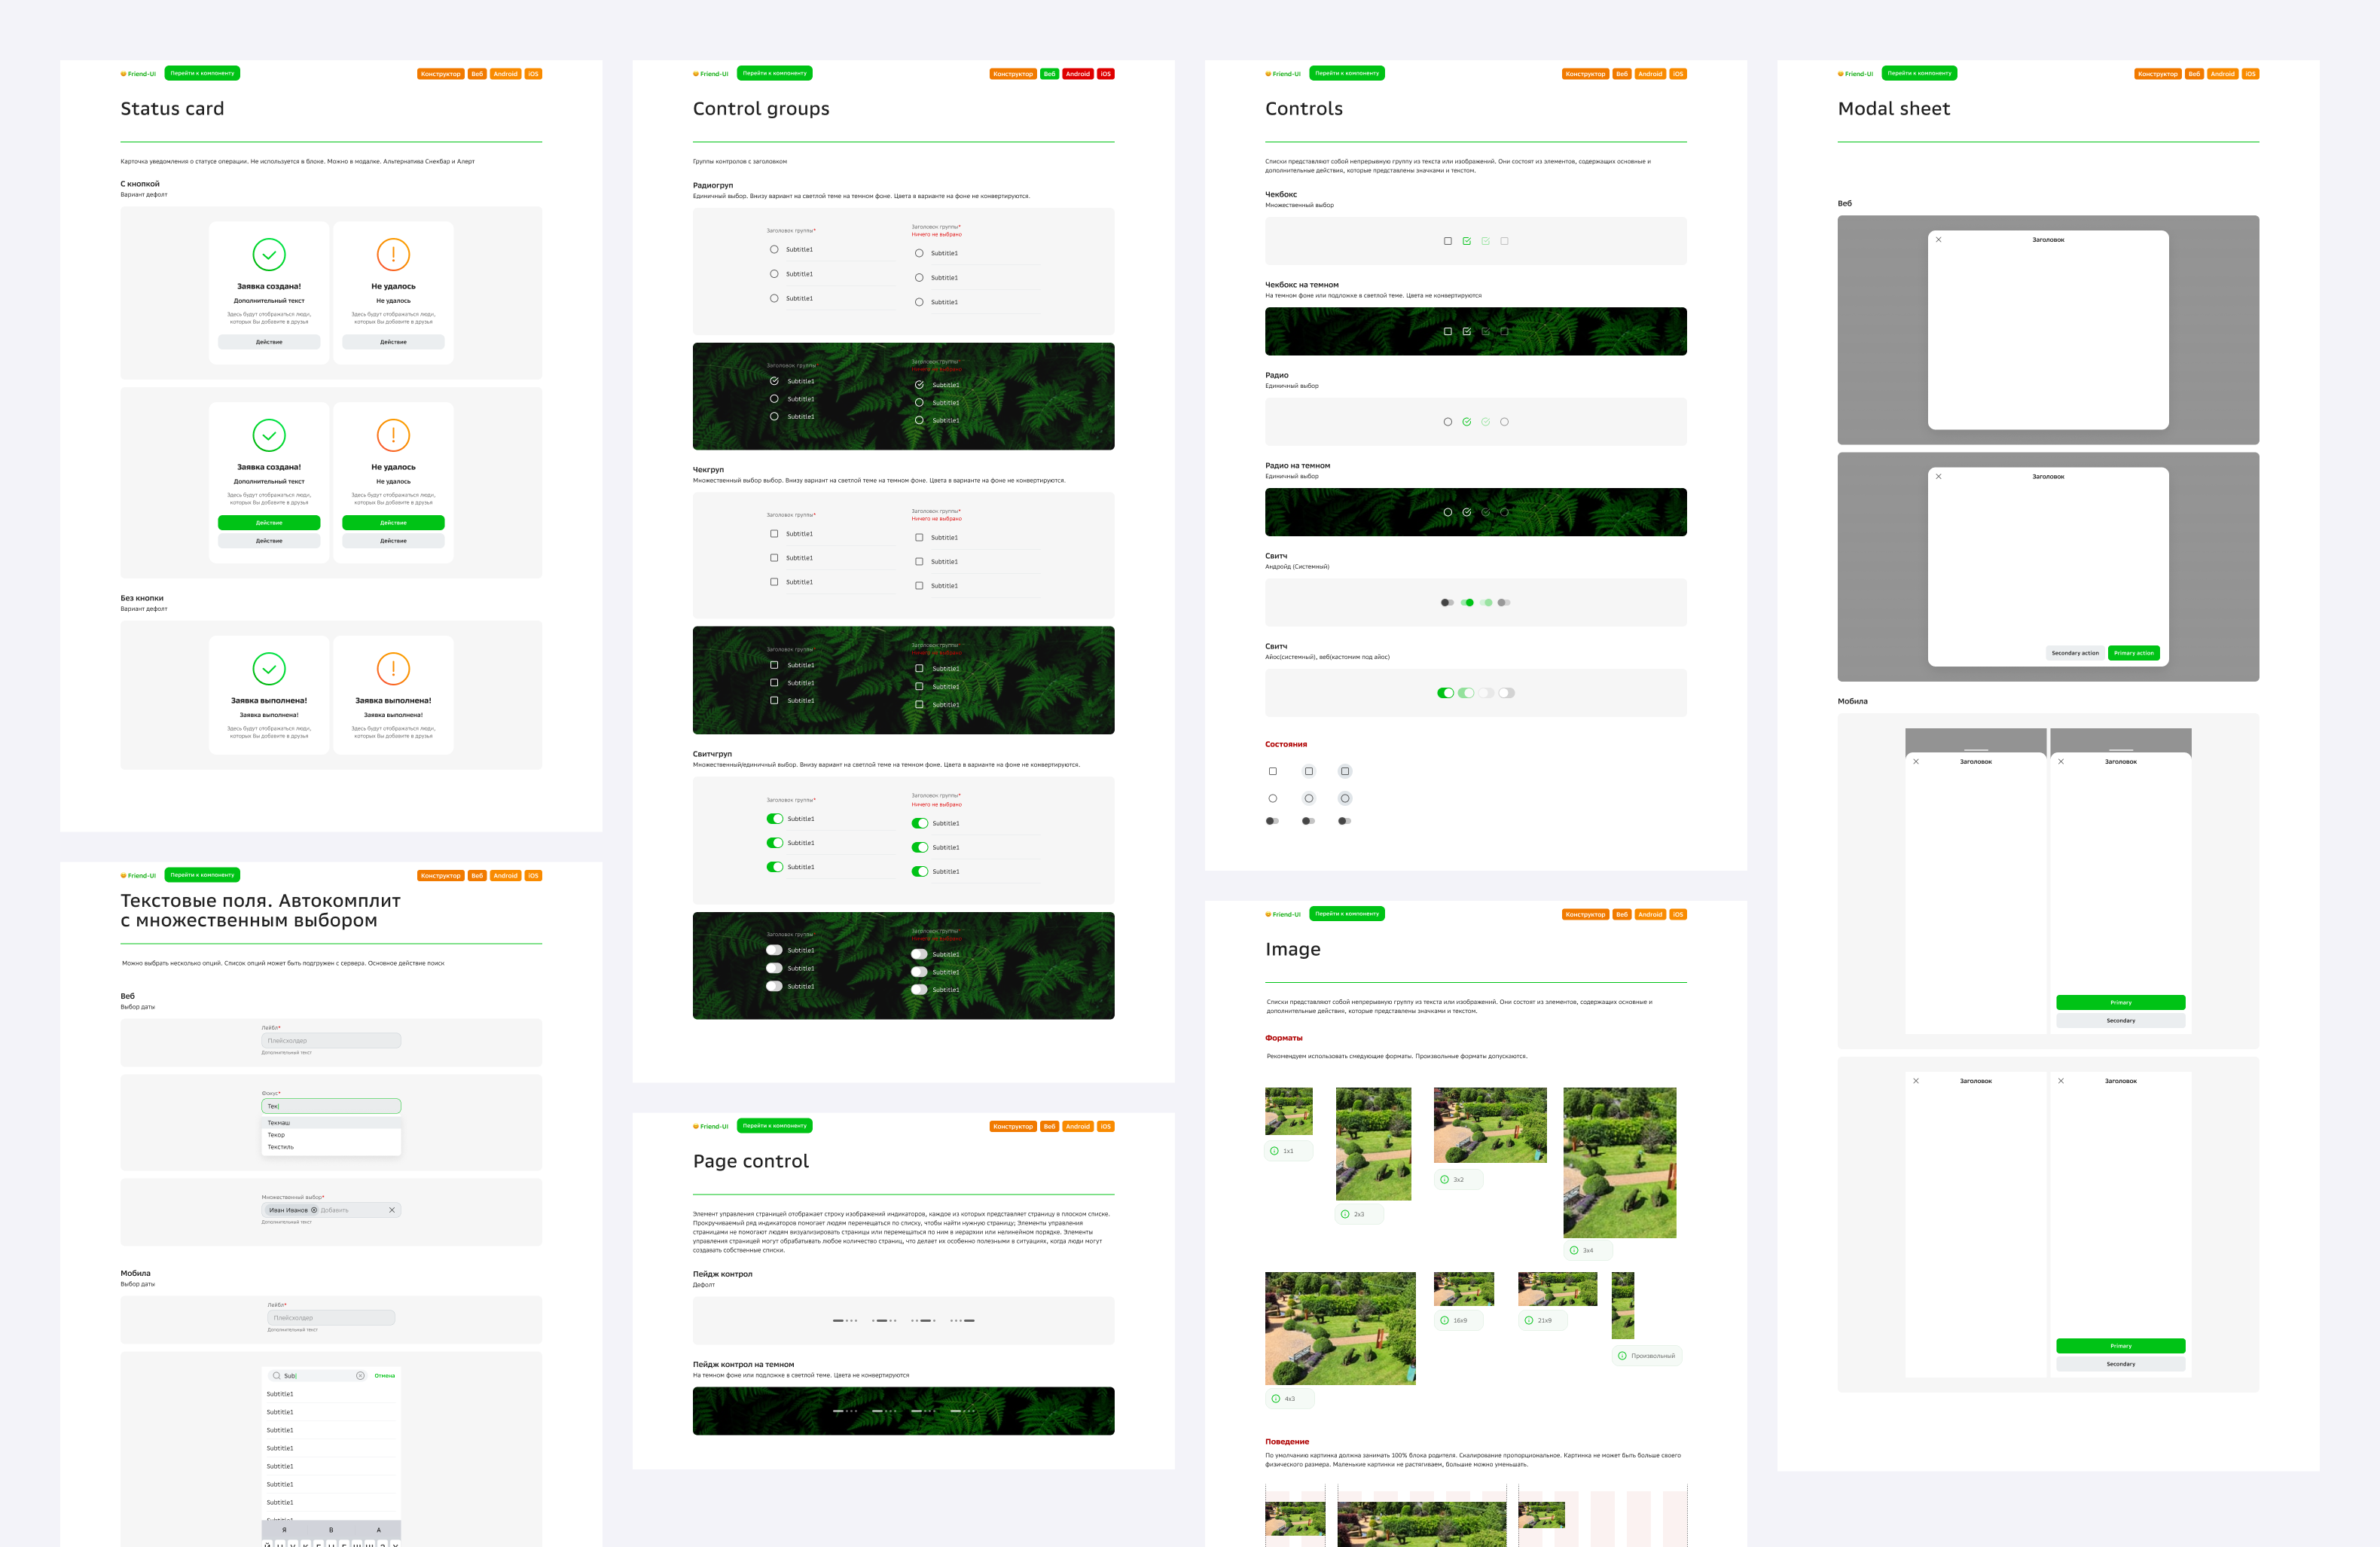 Friend-UI
Перейти к компоненту
Конструктор
Веб
Android
iOS
Status card
Карточка уведомления о статусе операции. Не используется в блоке. Можно в модалке. Альтернатива Снекбар и Алерт
С кнопкой
Вариант дефолт
Заявка создана!
Дополнительный текст
Здесь будут отображаться люди,
которых Вы добавите в друзья
Действие
Не удалось
Не удалось
Здесь будут отображаться люди,
которых Вы добавите в друзья
Действие
Заявка создана!
Дополнительный текст
Здесь будут отображаться люди,
которых Вы добавите в друзья
Действие
Действие
Не удалось
Не удалось
Здесь будут отображаться люди,
которых Вы добавите в друзья
Действие
Действие
Без кнопки
Вариант дефолт
Заявка выполнена!
Заявка выполнена!
Здесь будут отображаться люди,
которых Вы добавите в друзья
Заявка выполнена!
Заявка выполнена!
Здесь будут отображаться люди,
которых Вы добавите в друзья
Friend-UI
Перейти к компоненту
Конструктор
Веб
Android
iOS
Текстовые поля. Автокомплит
с множественным выбором
Можно выбрать несколько опций. Список опций может быть подгружен с сервера. Основное действие поиск
Веб
Выбор даты
Лейбл*
Плейсхолдер
Дополнительный текст
Фокус*
Тек
Текмаш
Текор
Текстиль
Множественный выбор*
Иван Иванов
Добавить
Дополнительный текст
Мобила
Выбор даты
Лейбл*
Плейсхолдер
Дополнительный текст
Sub
Отмена
Subtitle1
Subtitle1
Subtitle1
Subtitle1
Subtitle1
Subtitle1
Subtitle1
Я В А
Friend-UI
Перейти к компоненту
Конструктор
Веб
Android
iOS
Control groups
Группы контролов с заголовком
Радиогруп
Единичный выбор. Внизу вариант на светлой теме на темном фоне. Цвета в варианте на фоне не конвертируются.
Заголовок группы*
Subtitle1
Subtitle1
Subtitle1
Заголовок группы*
Ничего не выбрано
Subtitle1
Subtitle1
Subtitle1
Заголовок группы
Subtitle1
Subtitle1
Subtitle1
Заголовок группы
Ничего не выбрано
Subtitle1
Subtitle1
Subtitle1
Чекгруп
Множественный выбор выбор. Внизу вариант на светлой теме на темном фоне. Цвета в варианте на фоне не конвертируются.
Заголовок группы*
Subtitle1
Subtitle1
Subtitle1
Заголовок группы*
Ничего не выбрано
Subtitle1
Subtitle1
Subtitle1
Заголовок группы
Subtitle1
Subtitle1
Subtitle1
Заголовок группы
Ничего не выбрано
Subtitle1
Subtitle1
Subtitle1
Свитчгруп
Множественный/единичный выбор. Внизу вариант на светлой теме на темном фоне. Цвета в варианте на фоне не конвертируются.
Заголовок группы*
Subtitle1
Subtitle1
Subtitle1
Заголовок группы*
Ничего не выбрано
Subtitle1
Subtitle1
Subtitle1
Заголовок группы
Subtitle1
Subtitle1
Subtitle1
Заголовок группы
Subtitle1
Subtitle1
Subtitle1
Friend-UI
Перейти к компоненту
Конструктор
Веб
Android
iOS
Page control
Элемент управления страницей отображает строку изображений индикаторов, каждое из которых представляет страницу в плоском списке.
Прокручиваемый ряд индикаторов помогает людям перемещаться по списку, чтобы найти нужную страницу; Элементы управления
страницами не помогают людям визуализировать страницы или перемещаться по ним в иерархии или нелинейном порядке. Элементы
управления страницей могут обрабатывать любое количество страниц, что делает их особенно полезными в ситуациях, когда люди могут
создавать собственные списки.
Пейдж контрол
Дефолт
Пейдж контрол на темном
На темном фоне или подложке в светлой теме. Цвета не конвертируются
Friend-UI
Перейти к компоненту
Конструктор
Веб
Android
iOS
Controls
Списки представляют собой непрерывную группу из текста или изображений. Они состоят из элементов, содержащих основные и
дополнительные действия, которые представлены значками и текстом.
Чекбокс
Множественный выбор
Чекбокс на темном
На темном фоне или подложке в светлой теме. Цвета не конвертируются
Радио
Единичный выбор
Радио на темном
Единичный выбор
Свитч
Андройд (Системный)
Свитч
Айос(системный), веб(кастомим под айос)
Состояния
Friend-UI
Перейти к компоненту
Конструктор
Веб
Android
iOS
Image
Списки представляют собой непрерывную группу из текста или изображений. Они состоят из элементов, содержащих основные и
дополнительные действия, которые представлены значками и текстом.
Форматы
Рекомендуем использовать смедующие форматы. Произвольные форматы допускаются.
1x1
2x3
3x2
3x4
4x3
16x9
21x9
Произвольный
Поведение
По умолчанию картинка должна занимать 100% блока родителя. Скалирование пропорциональное. Картинка не может быть больше своего
физического размера. Маленькие картинки не растягиваем, большие можно уменьшать.
Friend-UI
Перейти к компоненту
Конструктор
Веб
Android
iOS
Modal sheet
Веб
Заголовок
Заголовок
Secondary action
Primary action
Мобила
Заголовок
Заголовок
Primary
Secondary
Заголовок
Заголовок
Primary
Secondary